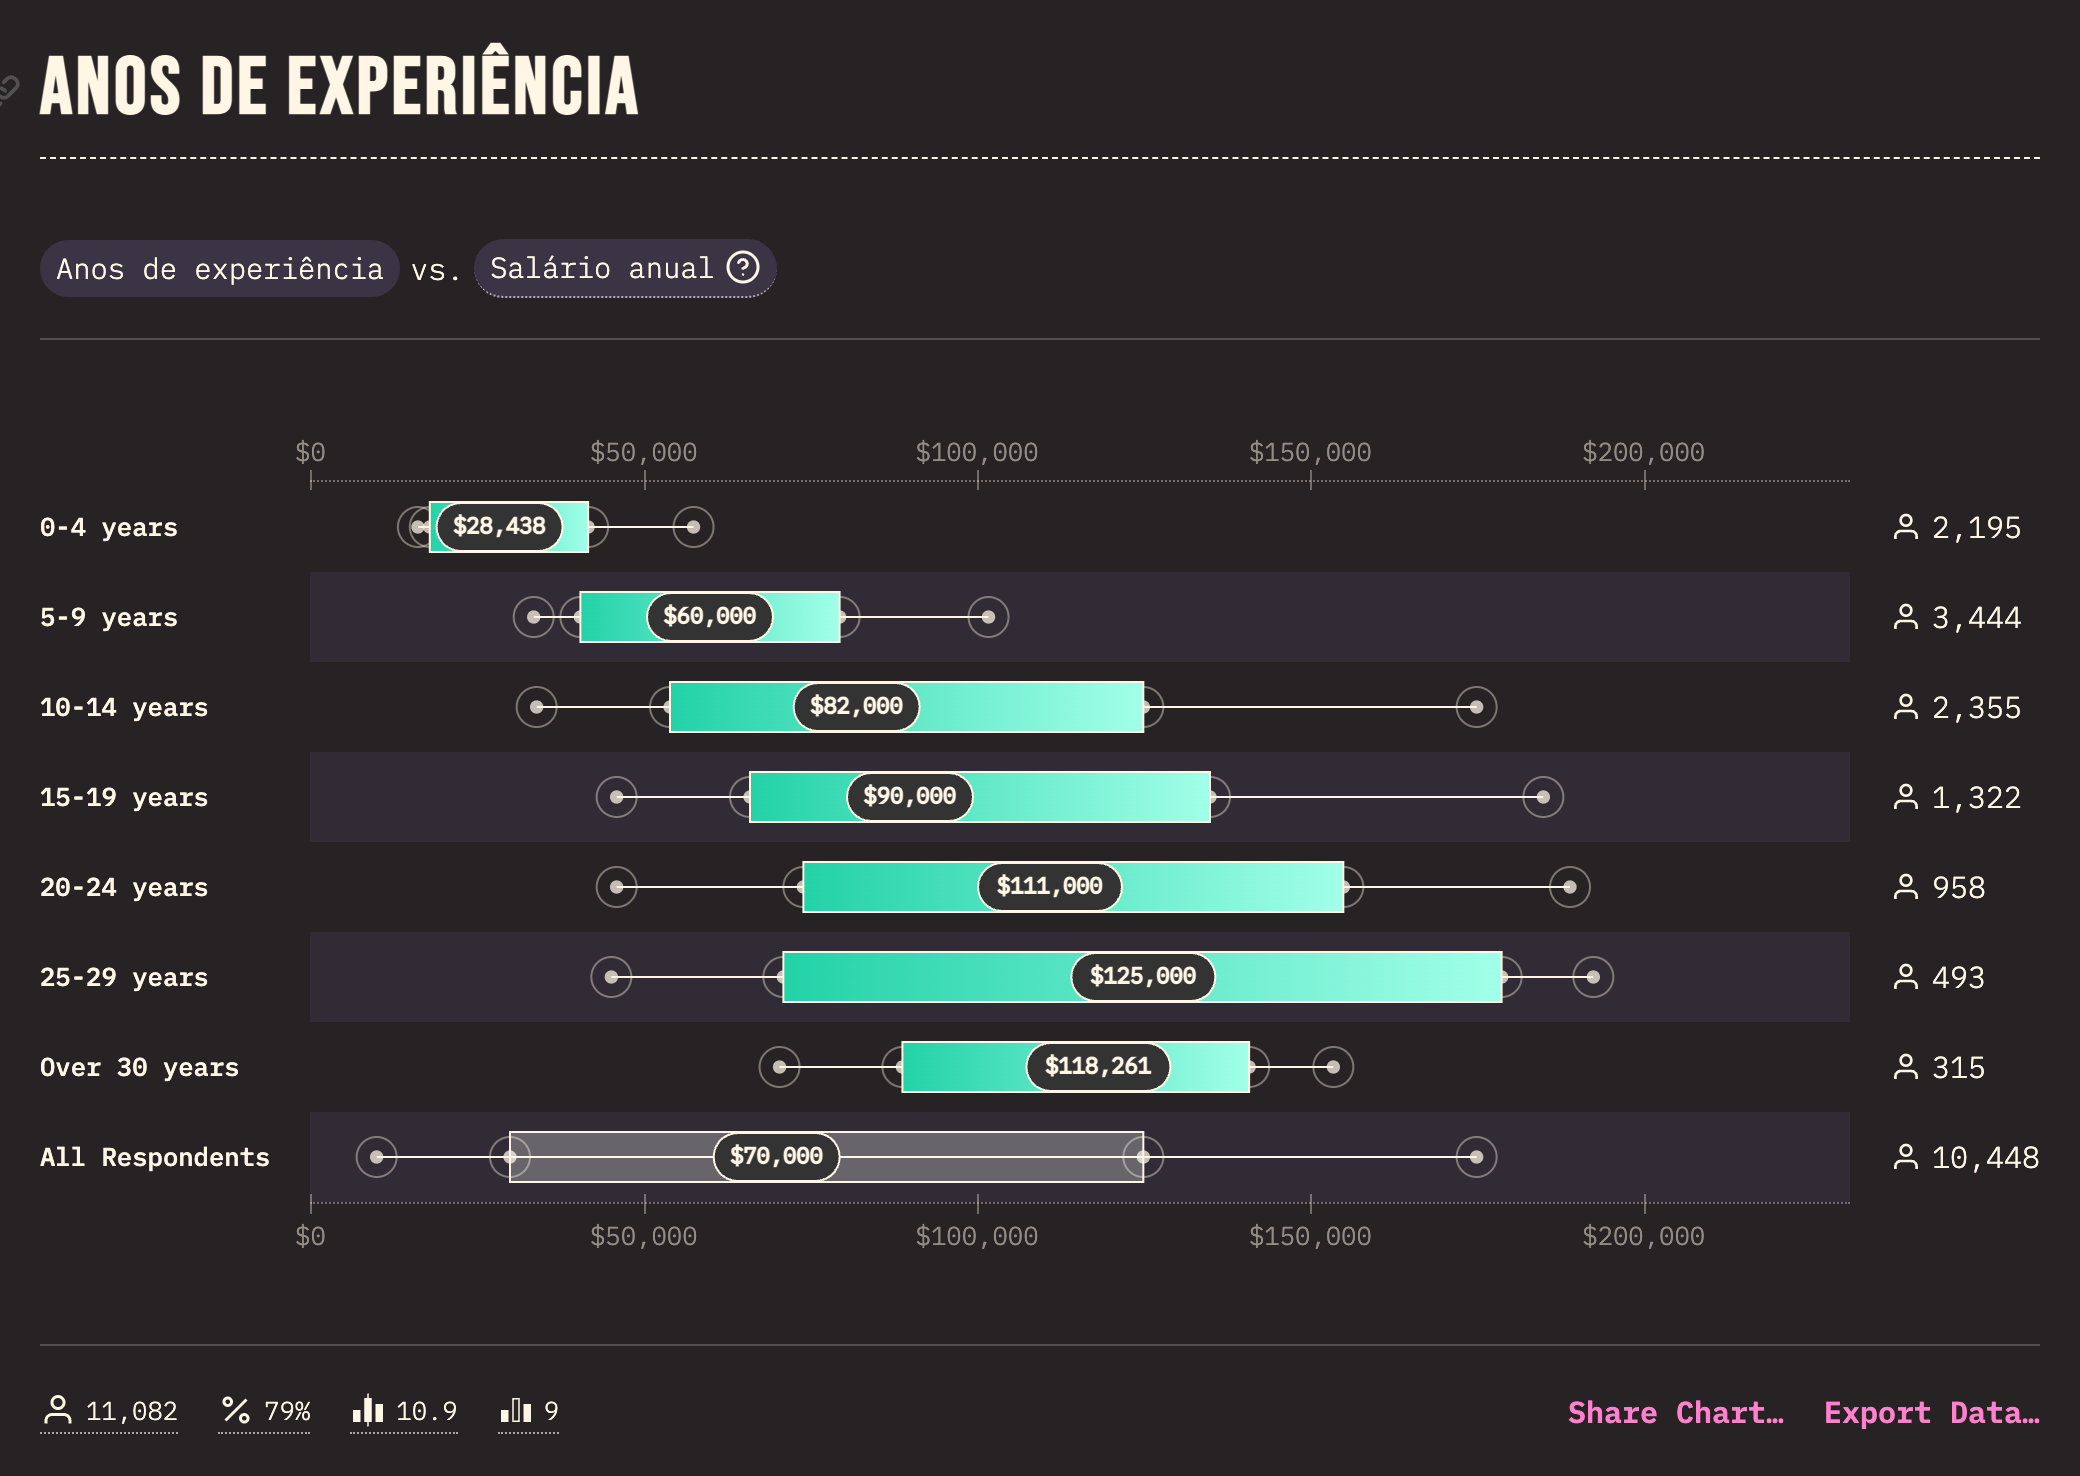 ANOS DE EXPERIÊNCIA
Anos de experiência vs. Salário anual ?
$0 $50,000 $100,000 $150,000 $200,000
0-4 years $28,438 2,195
5-9 years $60,000 3,444
10-14 years $82,000 2,355
15-19 years $90,000 1,322
20-24 years $111,000 958
25-29 years $125,000 493
Over 30 years $118,261 315
All Respondents $70,000 10,448
$0 $50,000 $100,000 $150,000 $200,000
11,082 79% 10.9 9 Share Chart… Export Data…